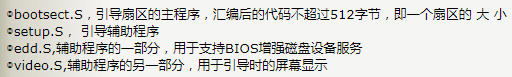 bootsect.S，引导扇区的主程序，汇编后的代码不超过512字节，即一个扇区的 大 小
setup.S， 引导辅助程序
edd.S,辅助程序的一部分，用于支持BIOS增强磁盘设备服务
video.S,辅助程序的另一部分，用于引导时的屏幕显示